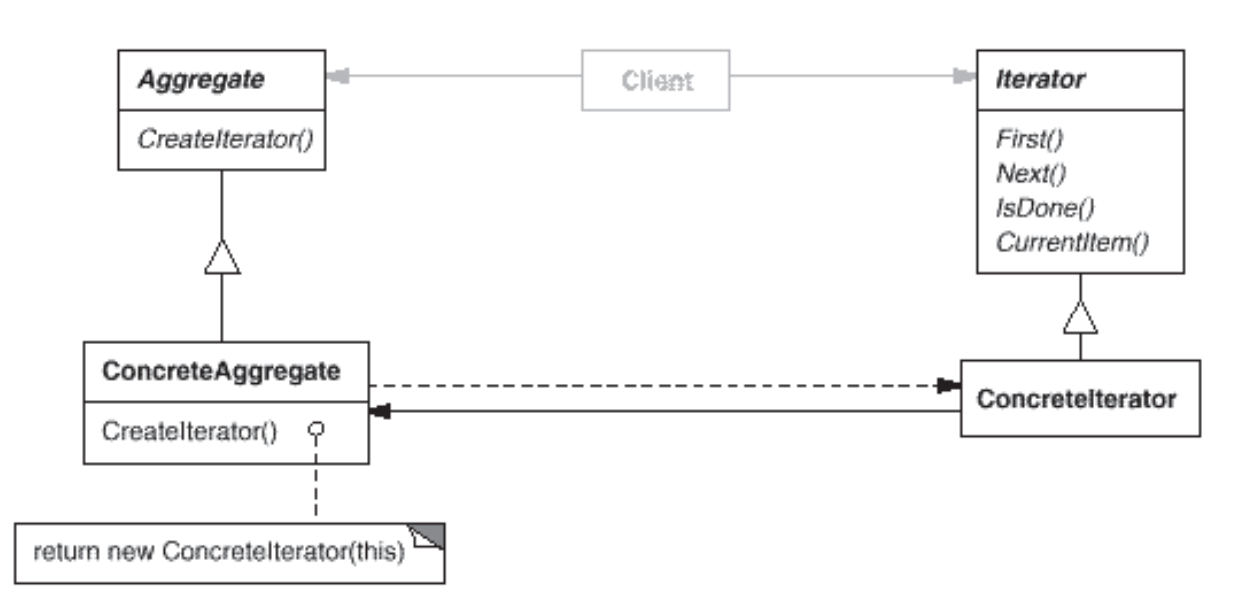 Aggregate
CreateIterator()
Client
Iterator
First()
Next()
IsDone()
CurrentItem()
ConcreteAggregate
CreateIterator()
ConcreteIterator
return new ConcreteIterator(this)